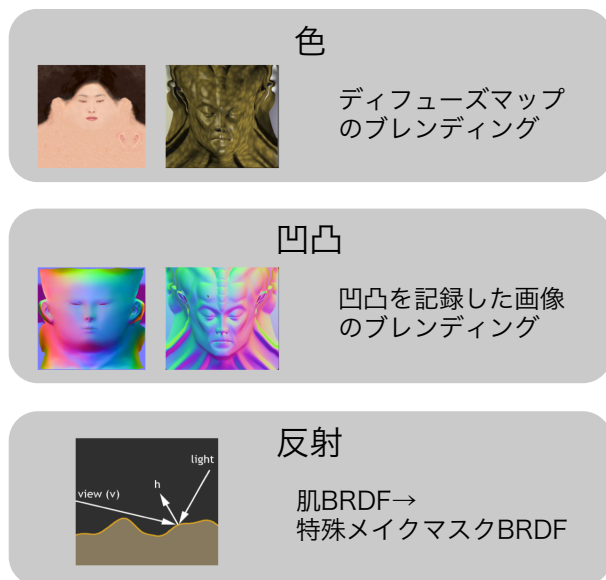 色
ディフューズマップ
のブレンディング
凹凸
凹凸を記録した画像
のブレンディング
反射
light
h
view (v)
肌BRDF→
特殊メイクマスクBRDF